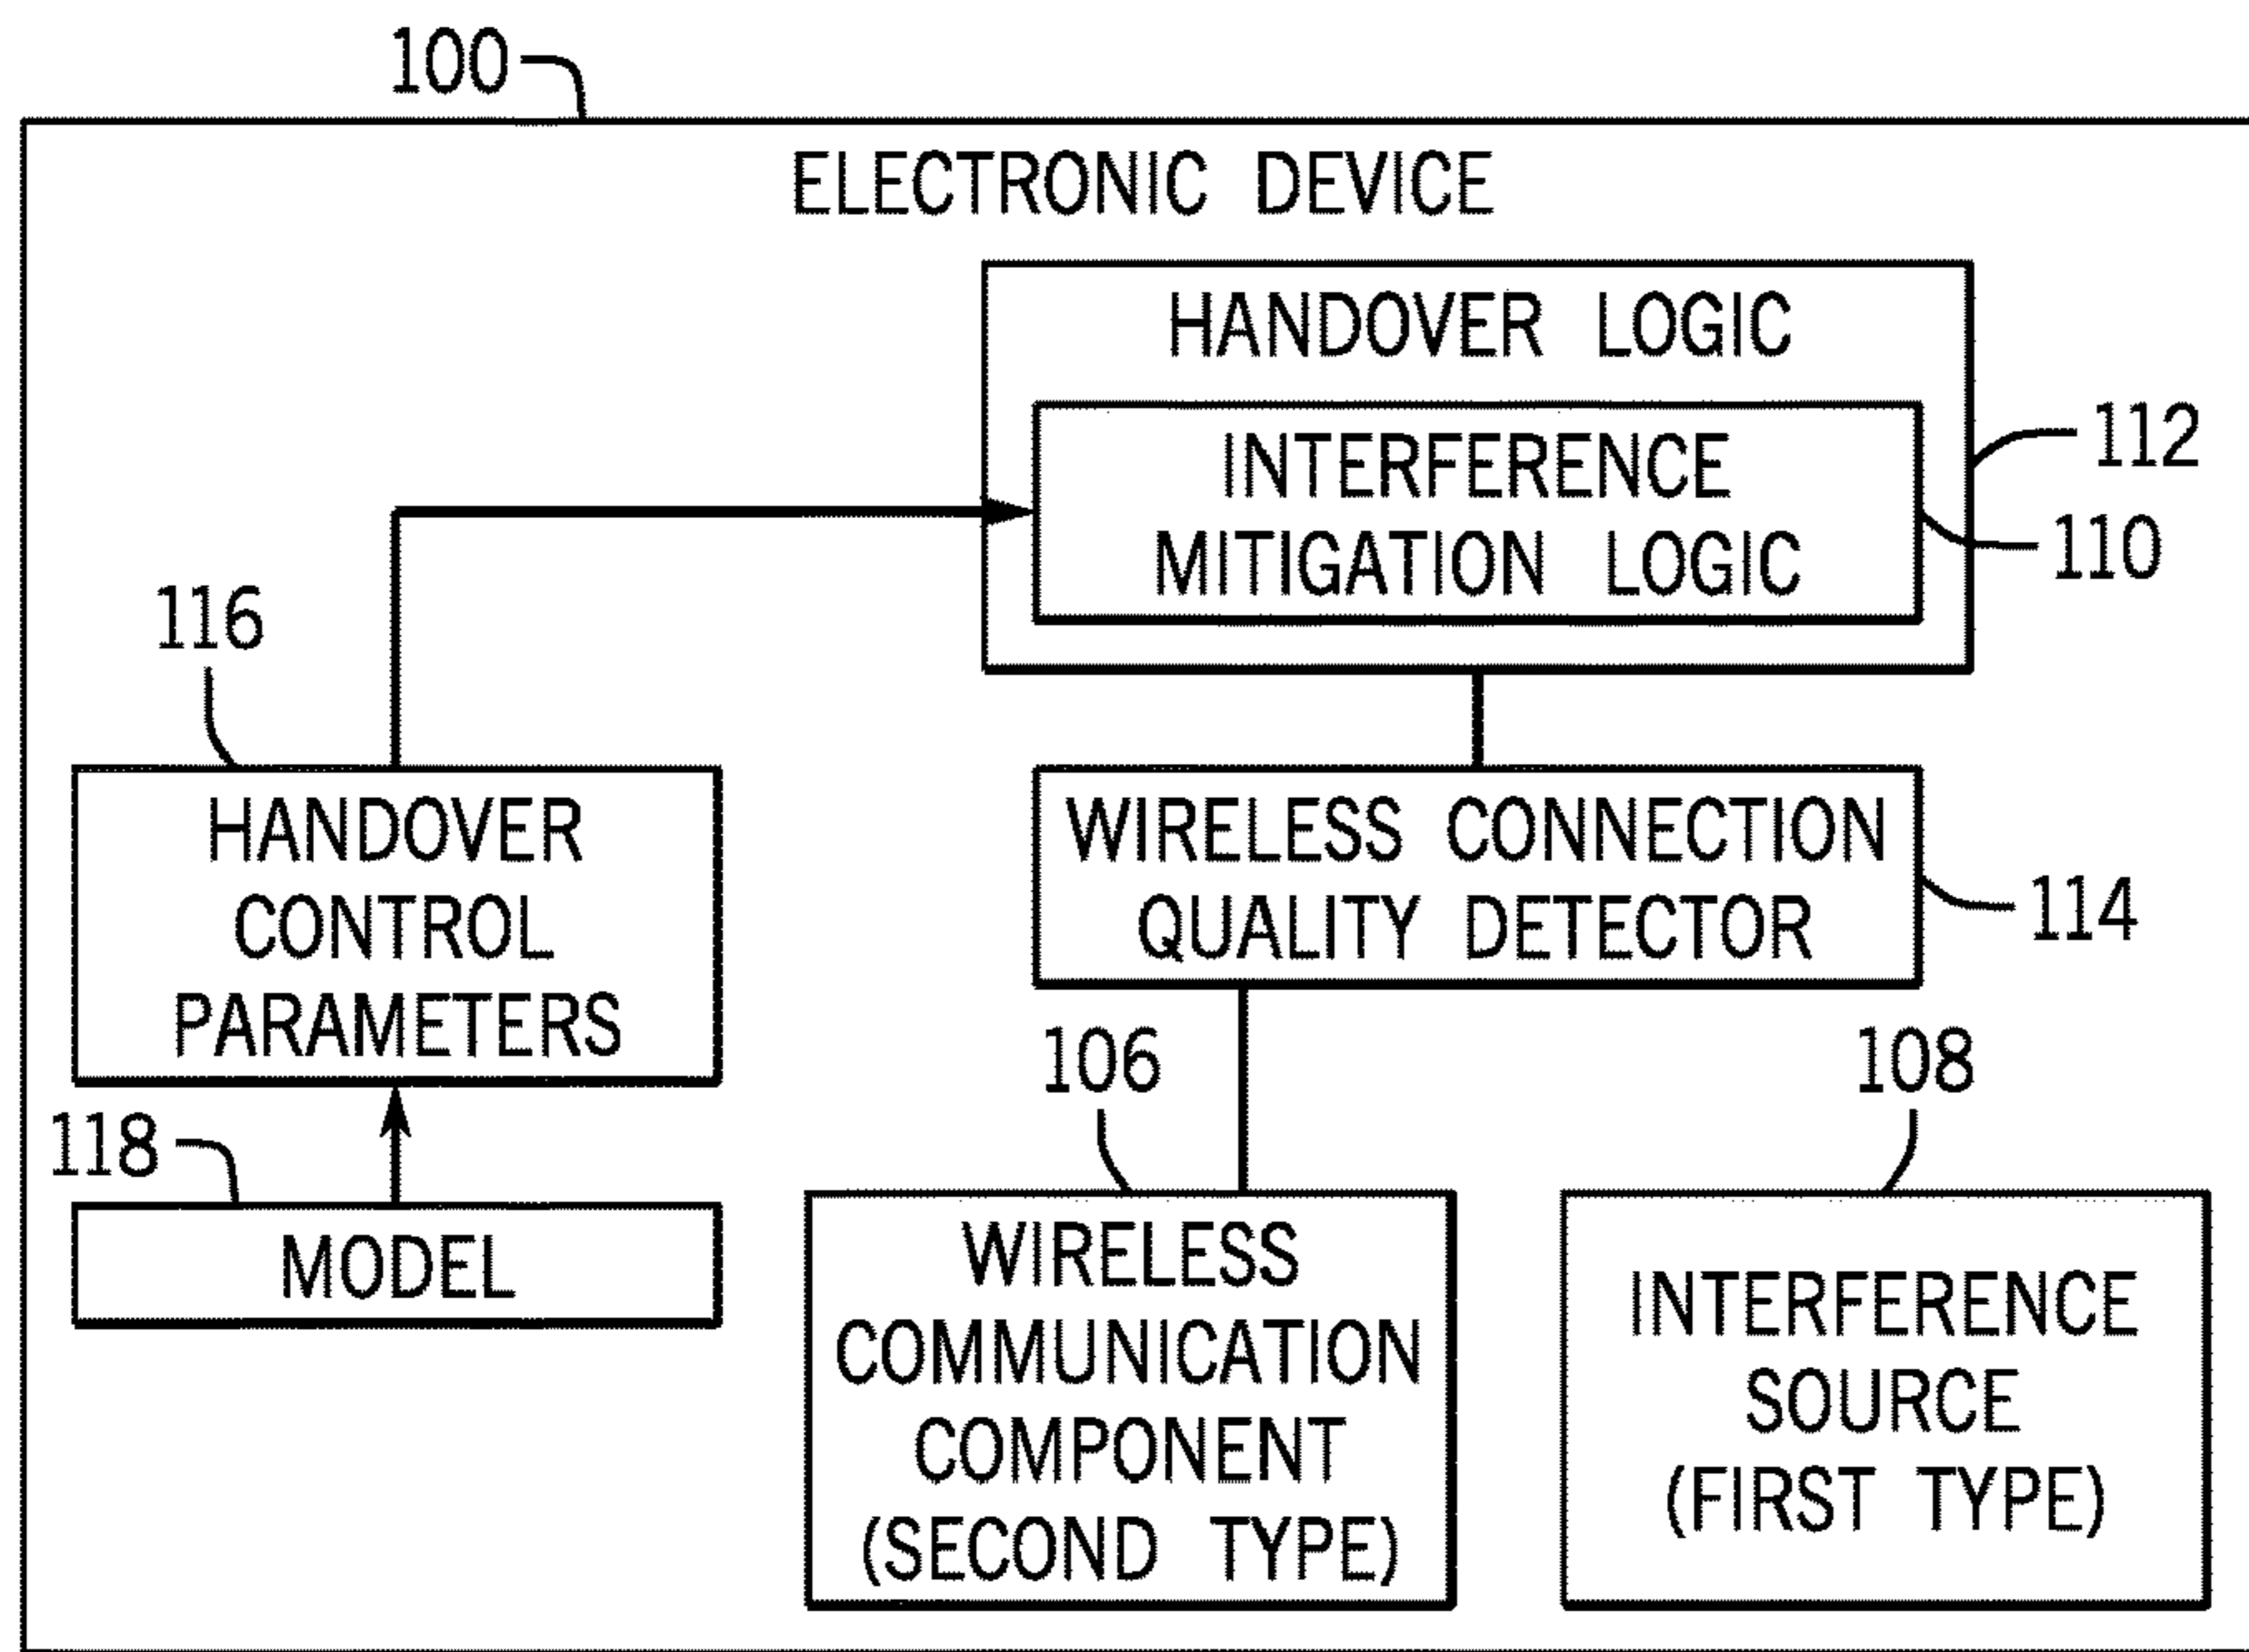 100
ELECTRONIC DEVICE
HANDOVER LOGIC
INTERFERENCE
MITIGATION LOGIC
112
110
116
HANDOVER
CONTROL
PARAMETERS
WIRELESS CONNECTION
QUALITY DETECTOR
114
118
MODEL
106
WIRELESS
COMMUNICATION
COMPONENT
(SECOND TYPE)
108
INTERFERENCE
SOURCE
(FIRST TYPE)